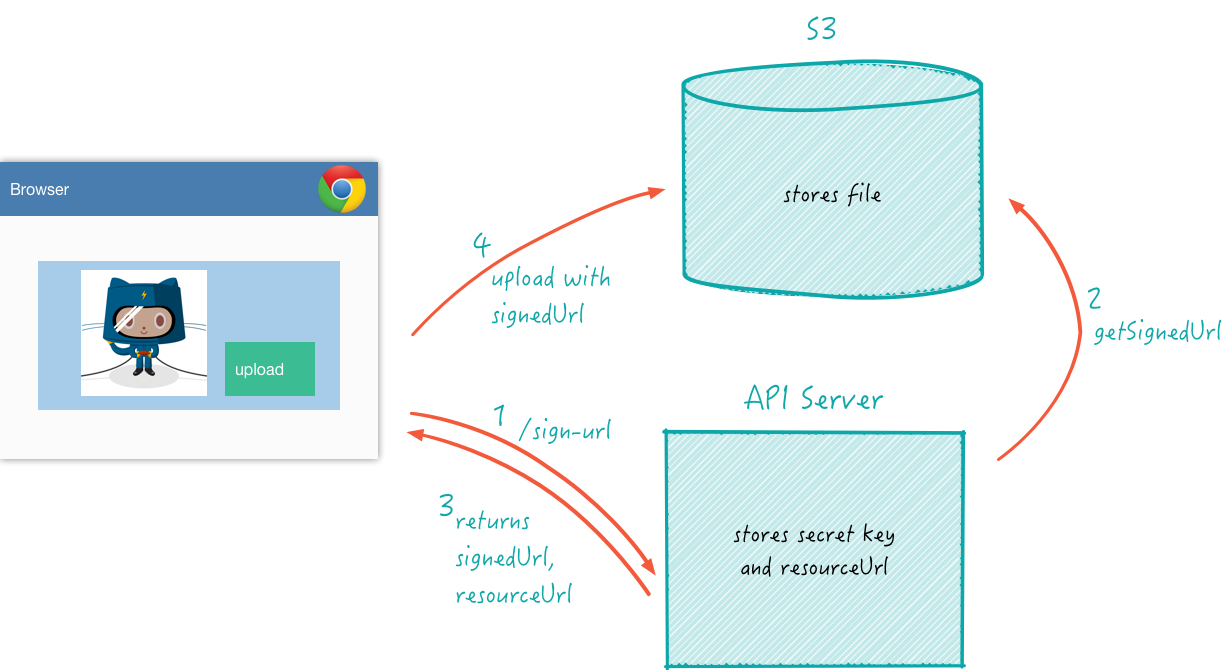 S3
stores file
Browser
upload
4
upload with
signedUrl
2
getSignedUrl
API Server
1
/sign-url
3
returns
signedUrl,
resourceUrl
stores secret key
and resourceUrl